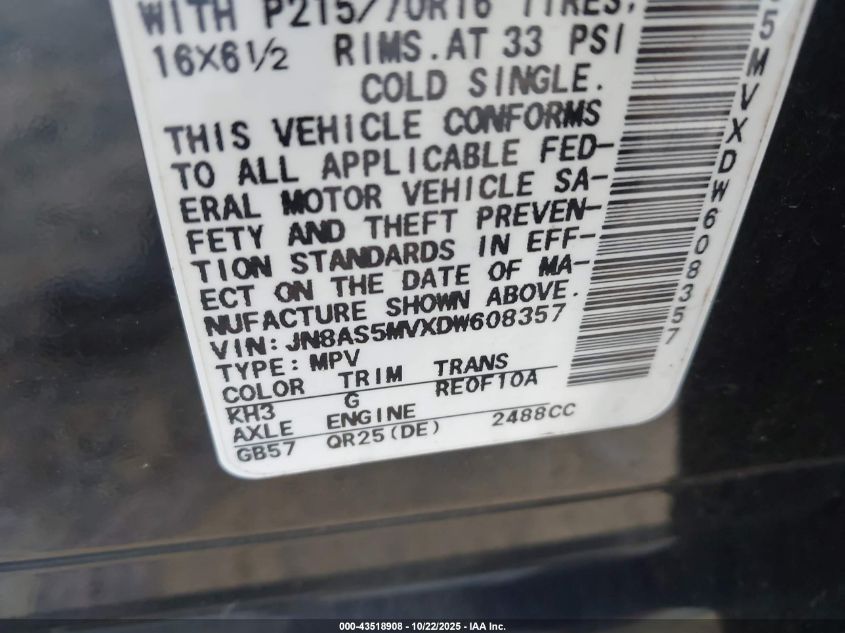 WITH P215/70R16 TIRES,
16X6½ RIMS.AT 33 PSI
COLD SINGLE.
THIS VEHICLE CONFORMS
TO ALL APPLICABLE FED-
ERAL MOTOR VEHICLE SA-
FETY AND THEFT PREVEN-
TION STANDARDS IN EFF-
ECT ON THE DATE OF MA-
NUFACTURE SHOWN ABOVE.
VIN:JN8AS5MVXDW608357
TYPE:MPV
COLOR TRIM TRANS
KH3 G RE0F10A
AXLE ENGINE
GB57 QR25(DE) 2488CC
5MVXDW608357
000-43518908 - 10/22/2025 - IAA Inc.